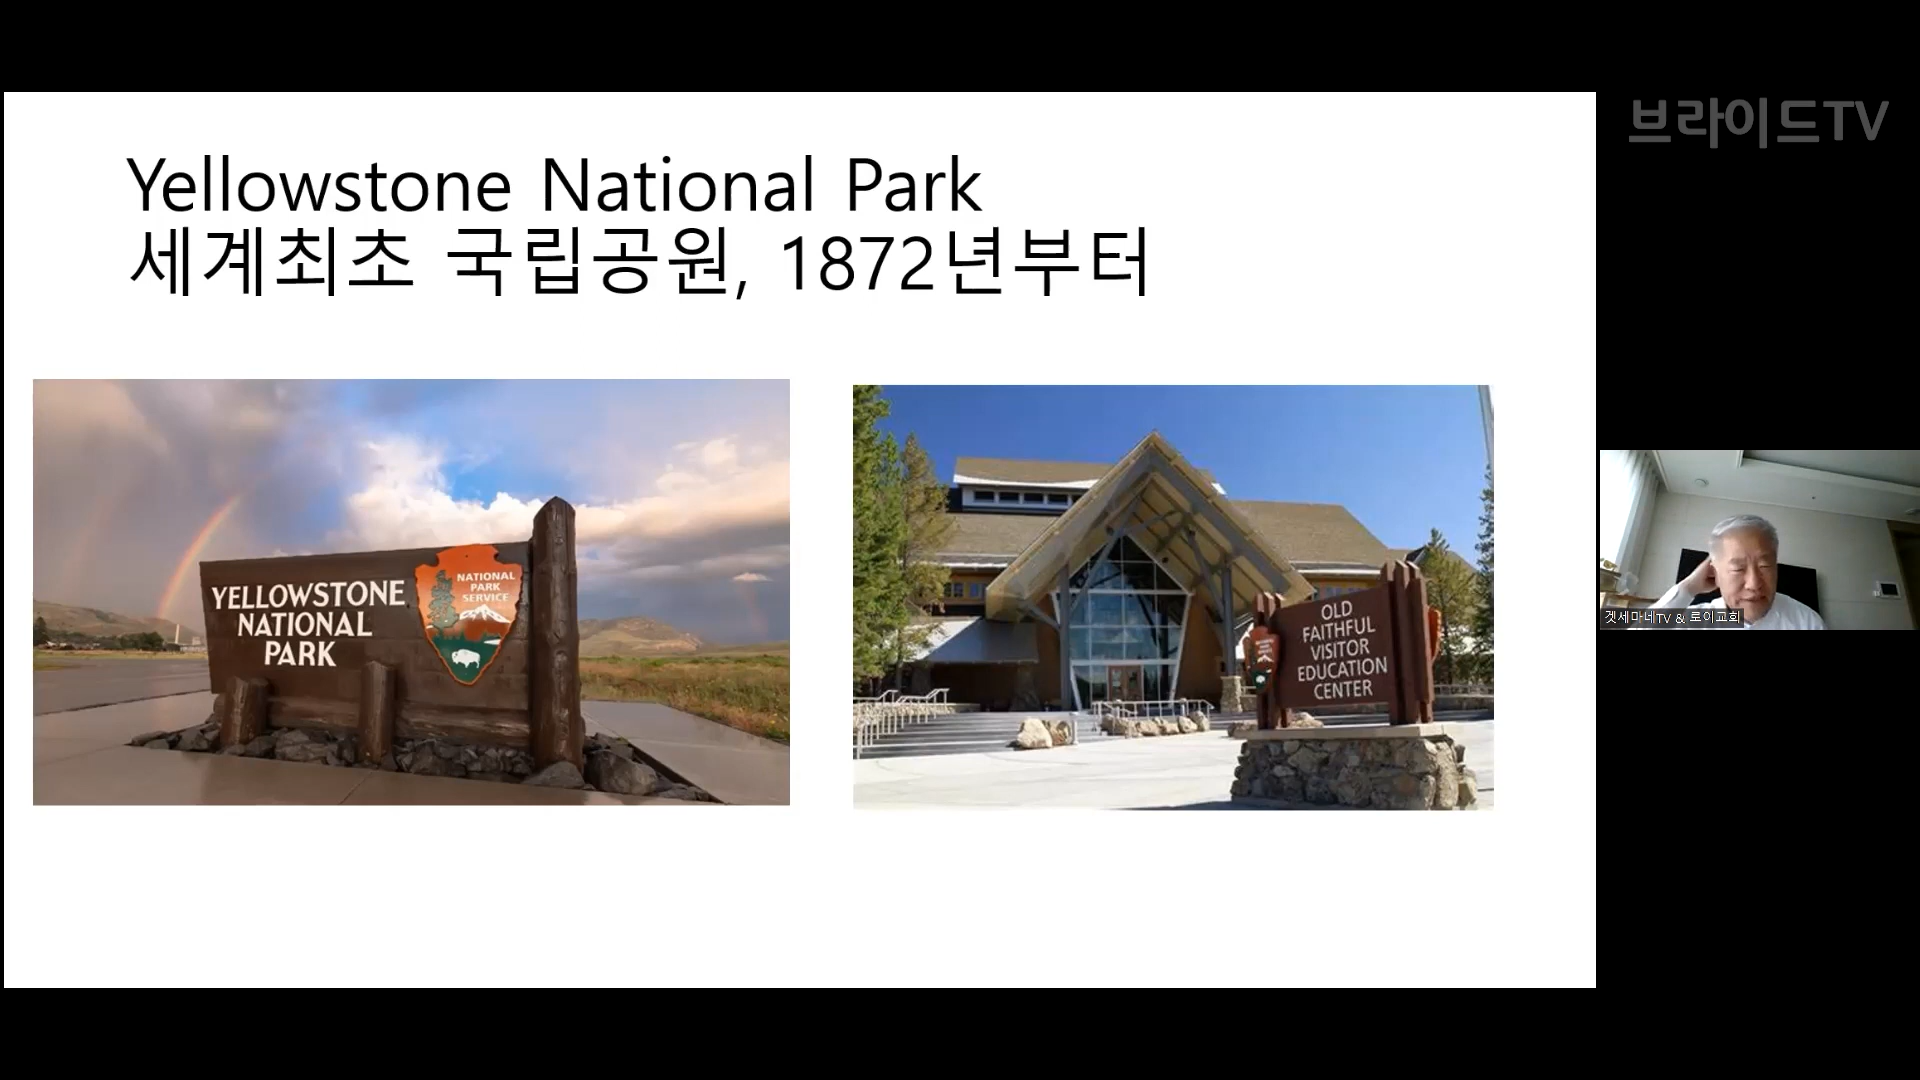 브라이드TV
Yellowstone National Park
세계최초 국립공원, 1872년부터
YELLOWSTONE
NATIONAL
PARK
NATIONAL
PARK
SERVICE
OLD
FAITHFUL
VISITOR
EDUCATION
CENTER
겟세마네TV & 로이교회